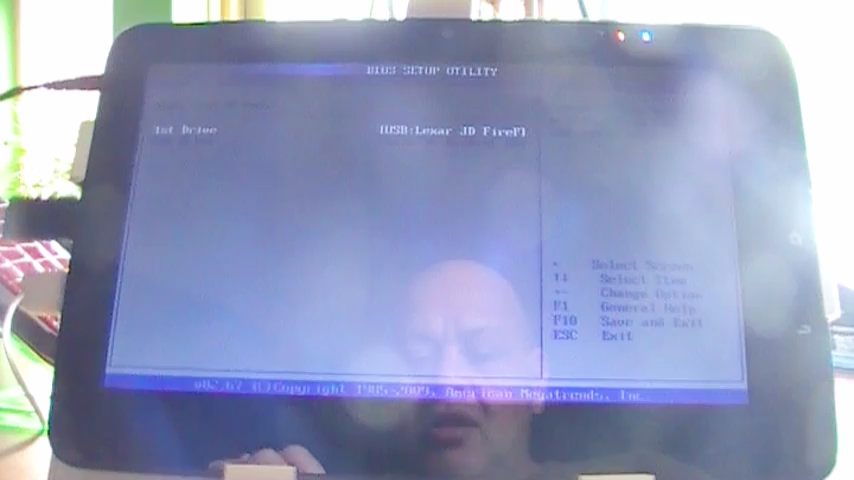 BIOS SETUP UTILITY
1st Drive [USB:Lexar JD FireF]
Select Screen
↑↓ Select Item
Change Option
F1 General Help
F10 Save and Exit
ESC Exit
v02.67 (C)Copyright 1985-2009, American Megatrends, Inc.